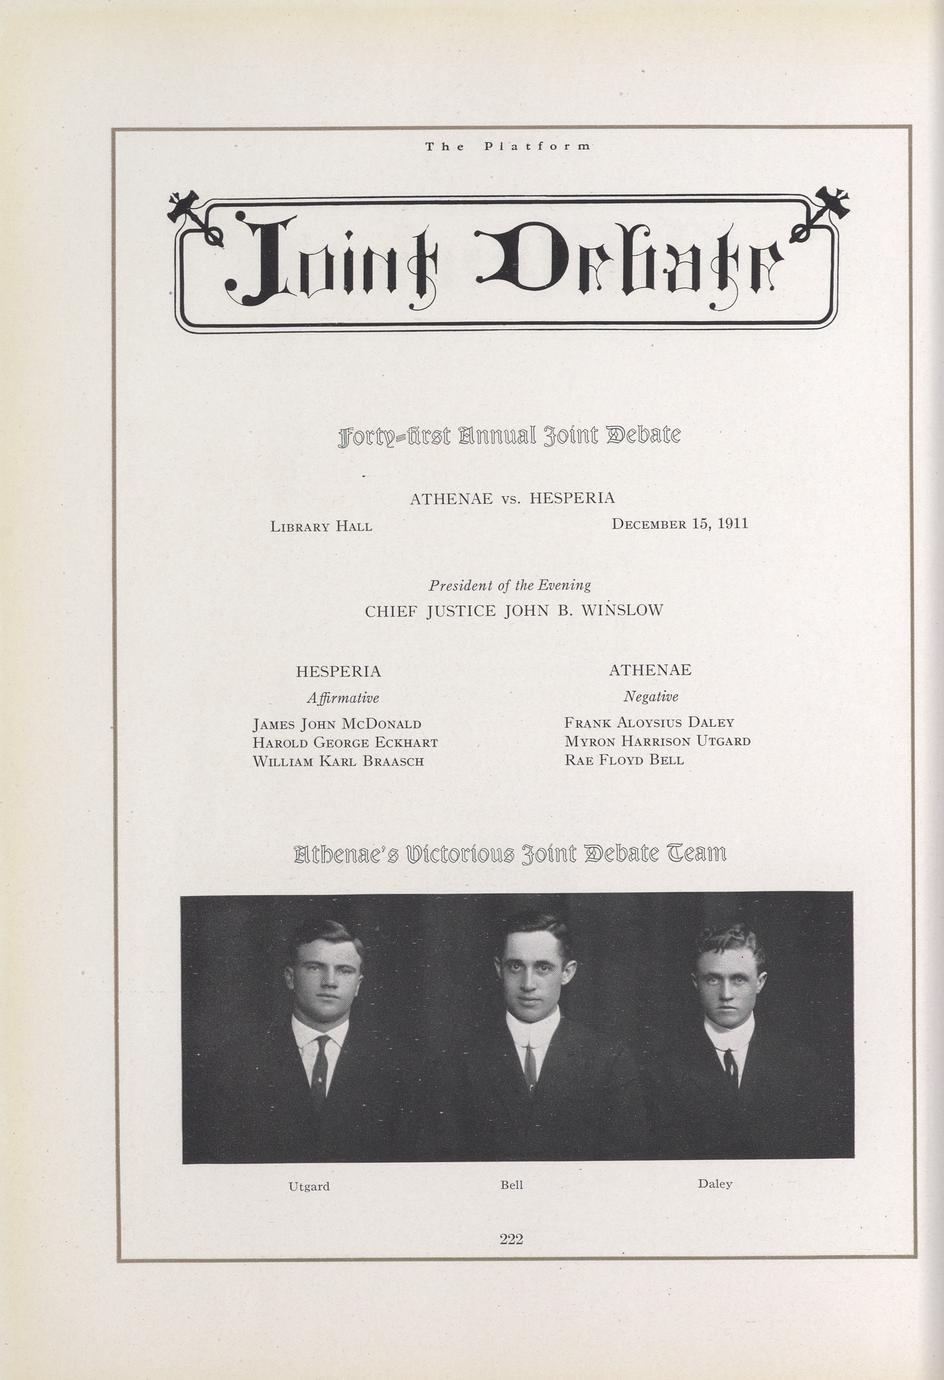 The Platform
Joint Debate
Forty-first Annual Joint Debate
ATHENAE vs. HESPERIA
LIBRARY HALL DECEMBER 15, 1911
President of the Evening
CHIEF JUSTICE JOHN B. WINSLOW
HESPERIA
Affirmative
JAMES JOHN MCDONALD
HAROLD GEORGE ECKHART
WILLIAM KARL BRAASCH
ATHENAE
Negative
FRANK ALOYSIUS DALEY
MYRON HARRISON UTGARD
RAE FLOYD BELL
Athenae's Victorious Joint Debate Team
Utgard Bell Daley
222